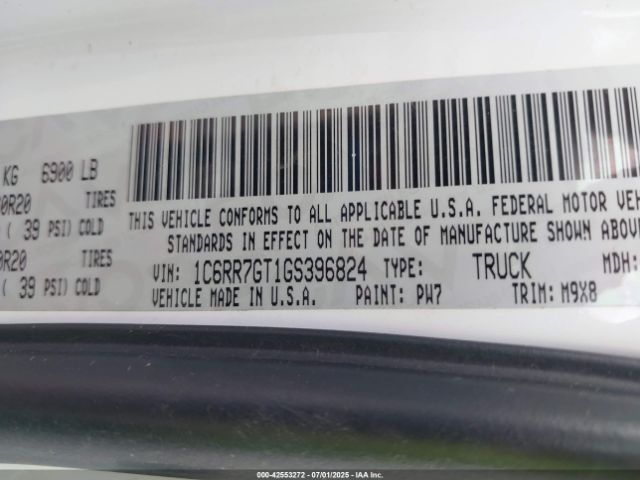 KG 6900 LB
0R20 TIRES
( 39 PSI) COLD
0R20 TIRES
( 39 PSI) COLD
THIS VEHICLE CONFORMS TO ALL APPLICABLE U.S.A. FEDERAL MOTOR VEH
STANDARDS IN EFFECT ON THE DATE OF MANUFACTURE SHOWN ABOVE
VIN: 1C6RR7GT1GS396824 TYPE: TRUCK MDH:
VEHICLE MADE IN U.S.A. PAINT: PW7 TRIM: M9X8
000-42553272 | 07/01/2025 | IAA Inc.